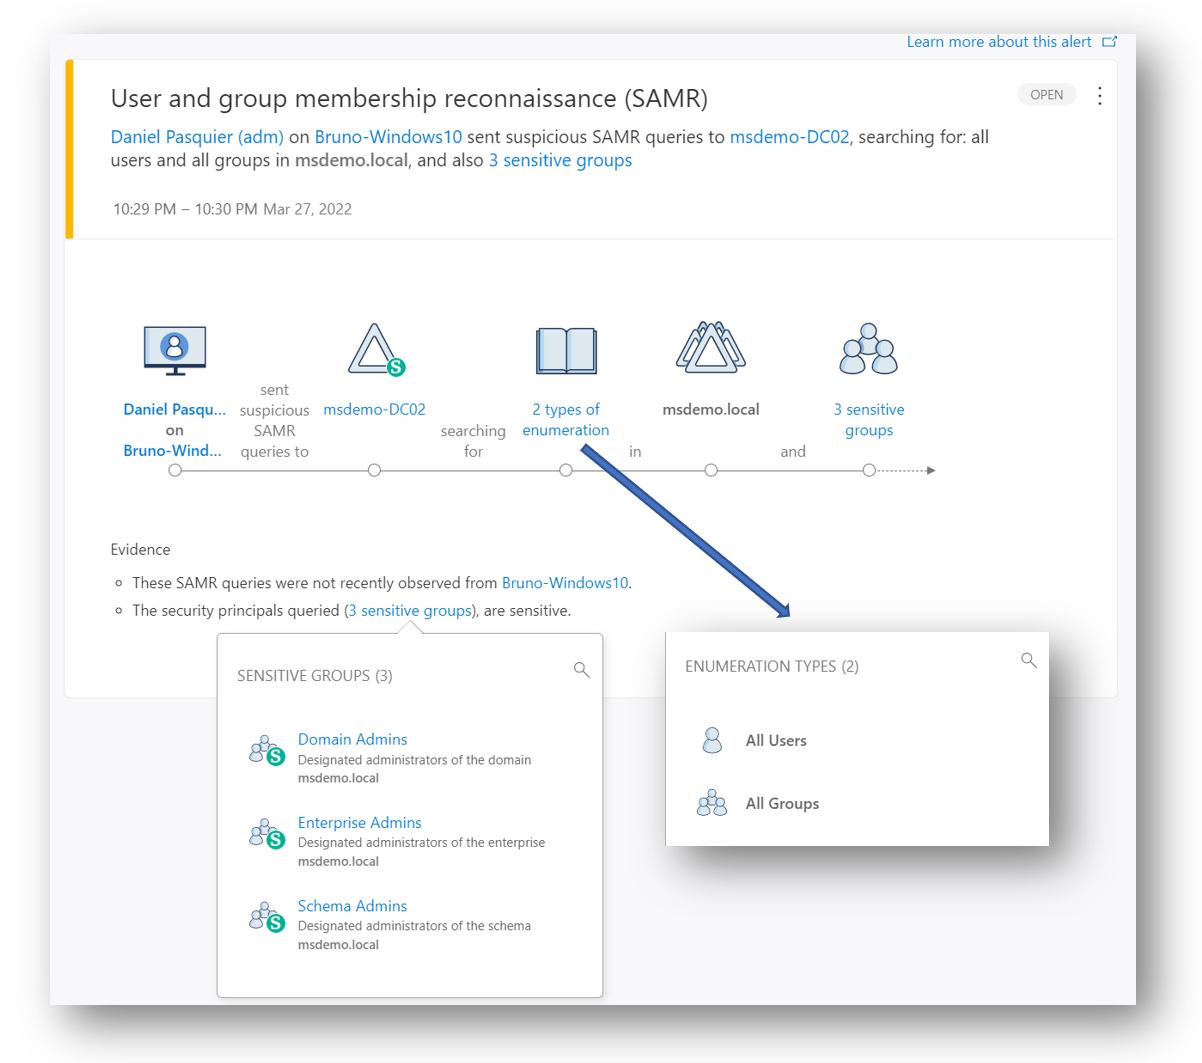 Learn more about this alert
User and group membership reconnaissance (SAMR)
OPEN
Daniel Pasquier (adm) on Bruno-Windows10 sent suspicious SAMR queries to msdemo-DC02, searching for: all
users and all groups in msdemo.local, and also 3 sensitive groups
10:29 PM – 10:30 PM Mar 27, 2022
Daniel Pasqu...
on
Bruno-Wind...
sent
suspicious
SAMR
queries to
msdemo-DC02
searching
for
2 types of
enumeration
in
msdemo.local
and
3 sensitive
groups
Evidence
These SAMR queries were not recently observed from Bruno-Windows10.
The security principals queried (3 sensitive groups), are sensitive.
SENSITIVE GROUPS (3)
Domain Admins
Designated administrators of the domain
msdemo.local
Enterprise Admins
Designated administrators of the enterprise
msdemo.local
Schema Admins
Designated administrators of the schema
msdemo.local
ENUMERATION TYPES (2)
All Users
All Groups